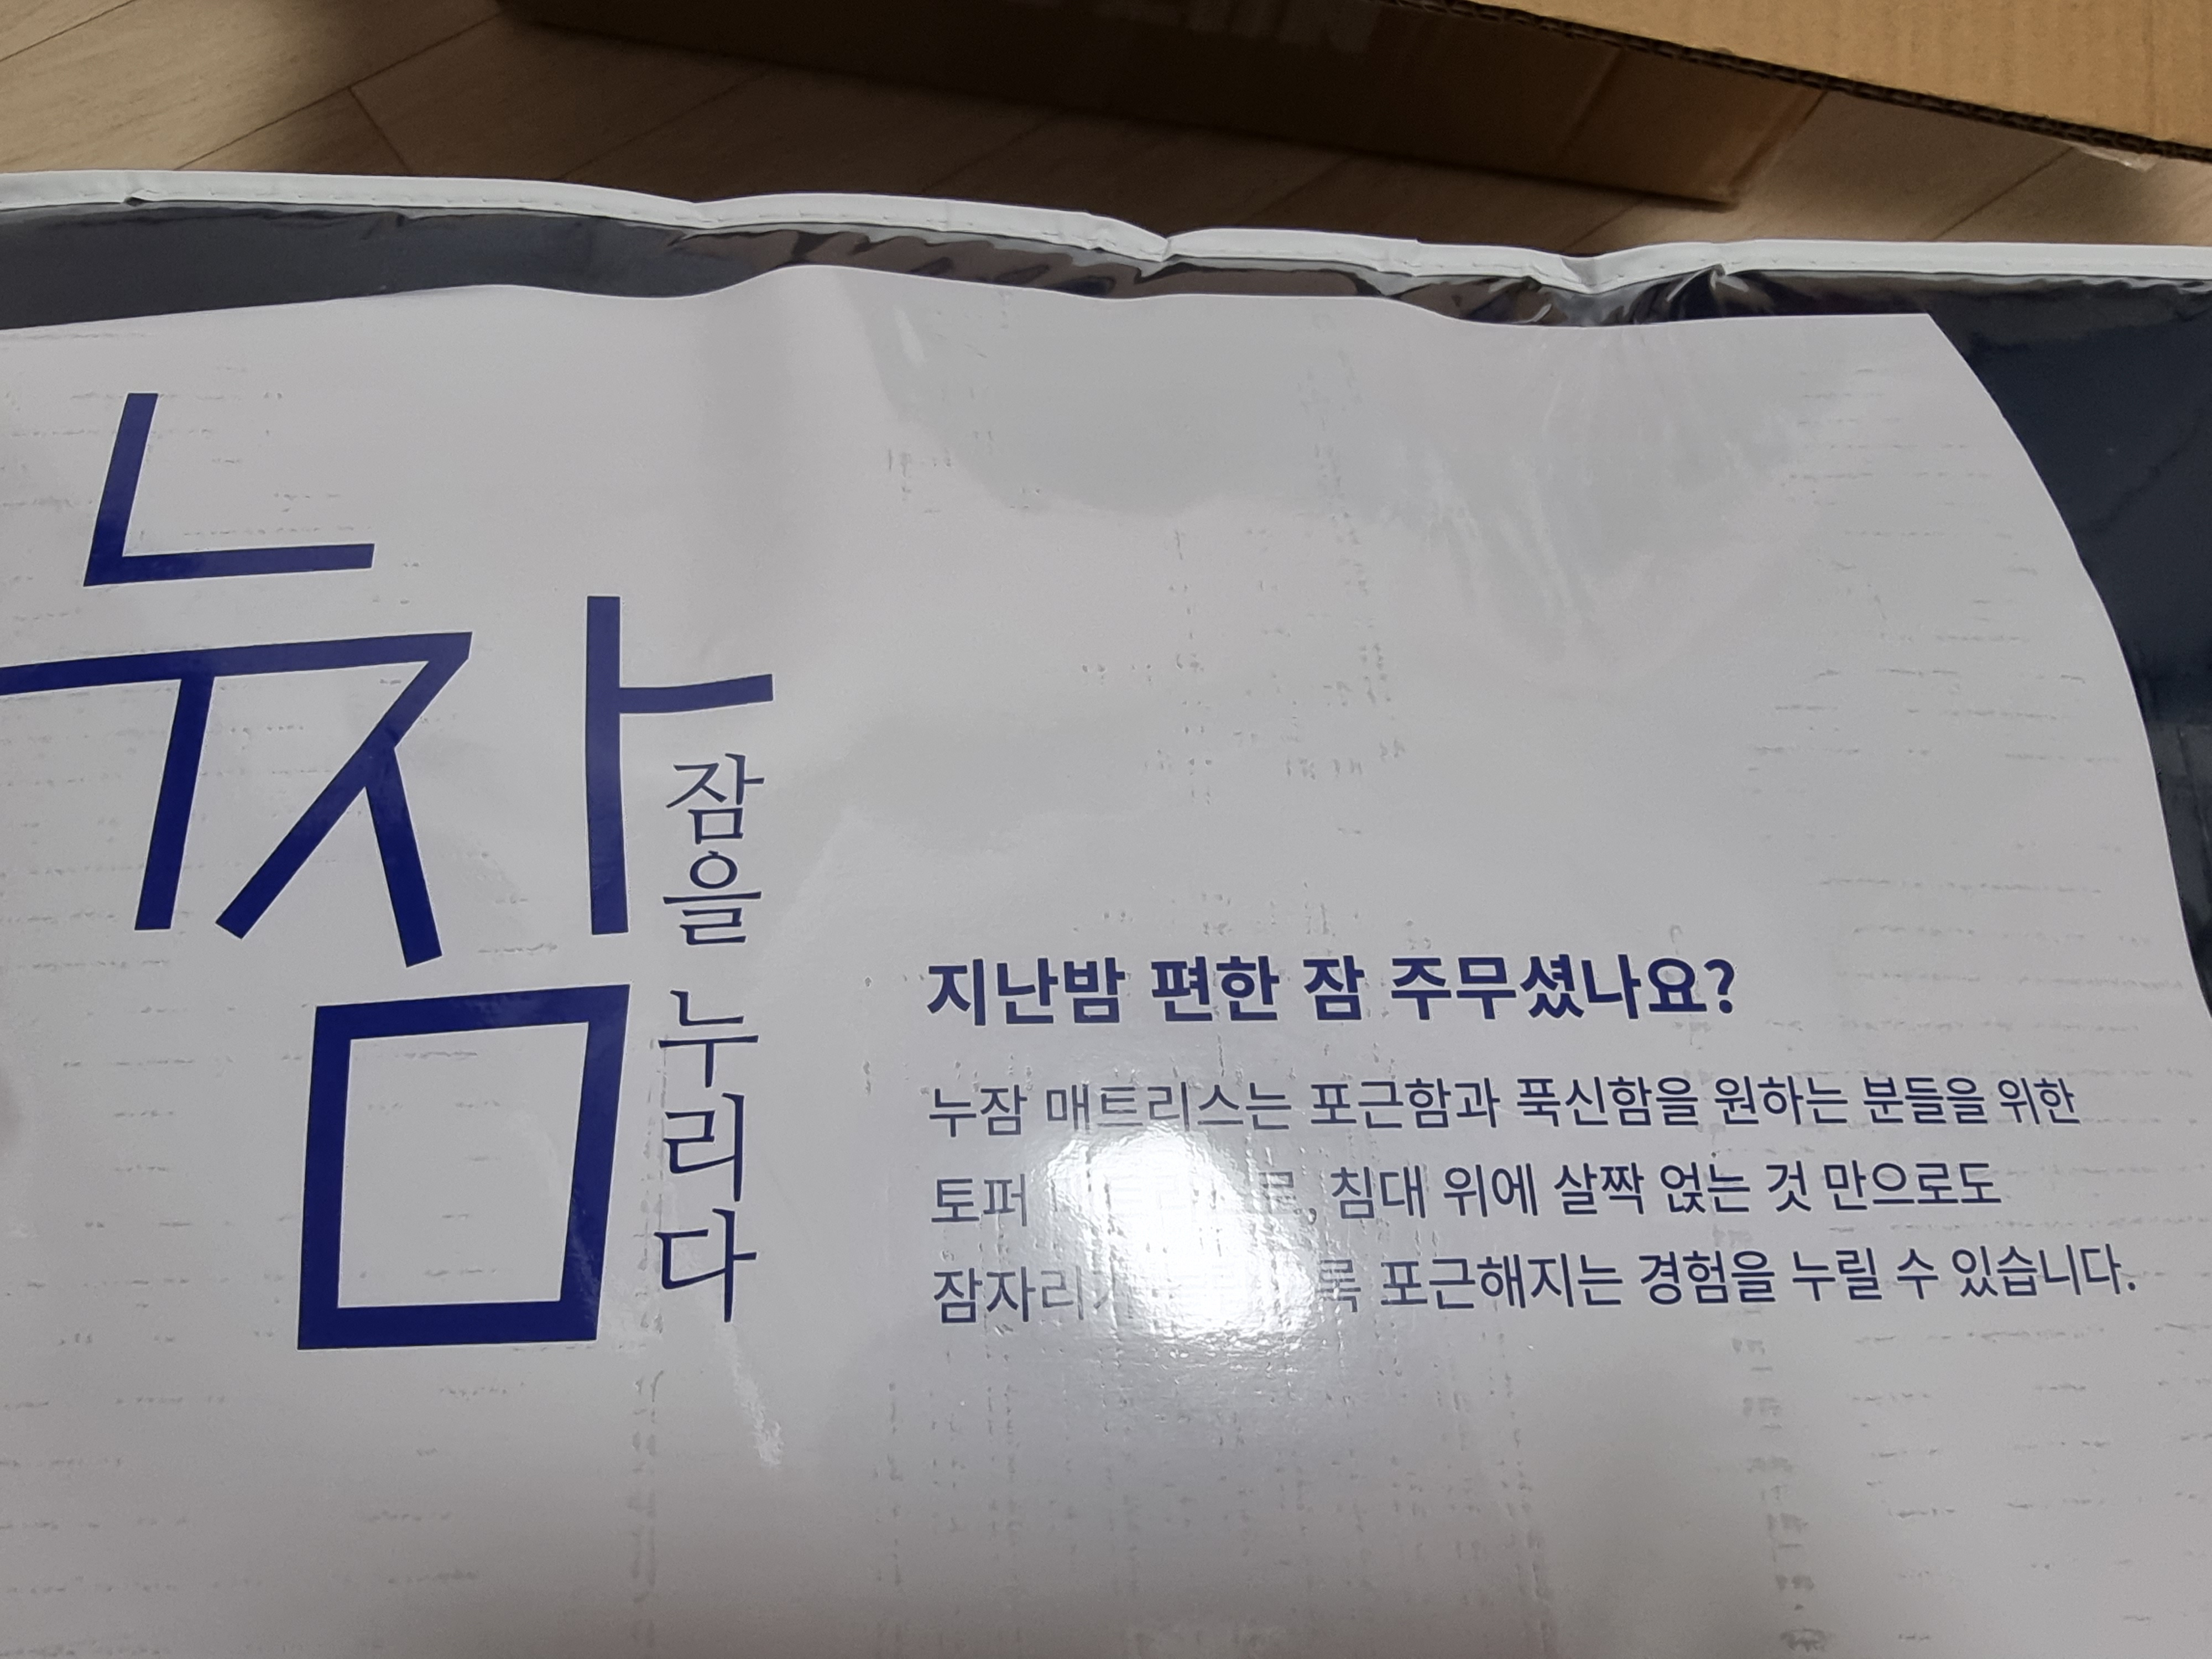 누잠
잠을 누리다
지난밤 편한 잠 주무셨나요?
누잠 매트리스는 포근함과 푹신함을 원하는 분들을 위한
토퍼 침대 위에 살짝 얹는 것 만으로도
포근해지는 경험을 누릴 수 있습니다.